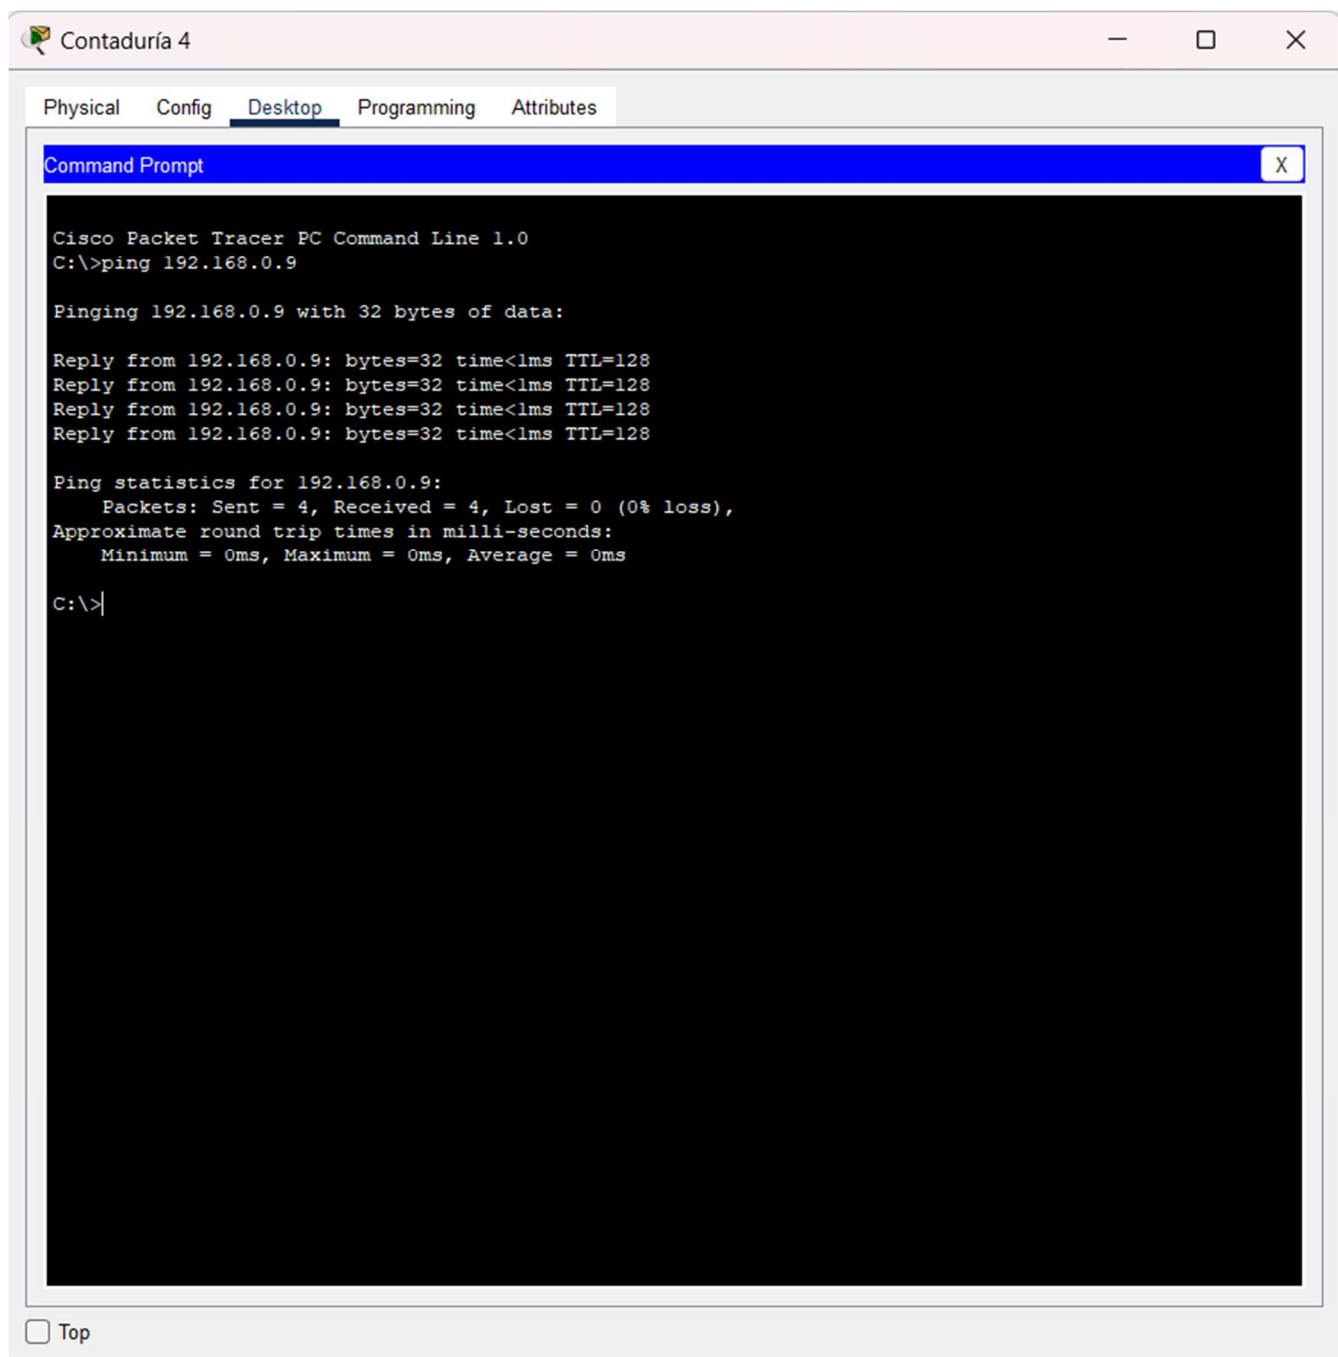 Contaduría 4
Physical Config Desktop Programming Attributes
Command Prompt
X
Cisco Packet Tracer PC Command Line 1.0
C:\>ping 192.168.0.9
Pinging 192.168.0.9 with 32 bytes of data:
Reply from 192.168.0.9: bytes=32 time<1ms TTL=128
Reply from 192.168.0.9: bytes=32 time<1ms TTL=128
Reply from 192.168.0.9: bytes=32 time<1ms TTL=128
Reply from 192.168.0.9: bytes=32 time<1ms TTL=128
Ping statistics for 192.168.0.9:
Packets: Sent = 4, Received = 4, Lost = 0 (0% loss),
Approximate round trip times in milli-seconds:
Minimum = 0ms, Maximum = 0ms, Average = 0ms
C:\>
Top